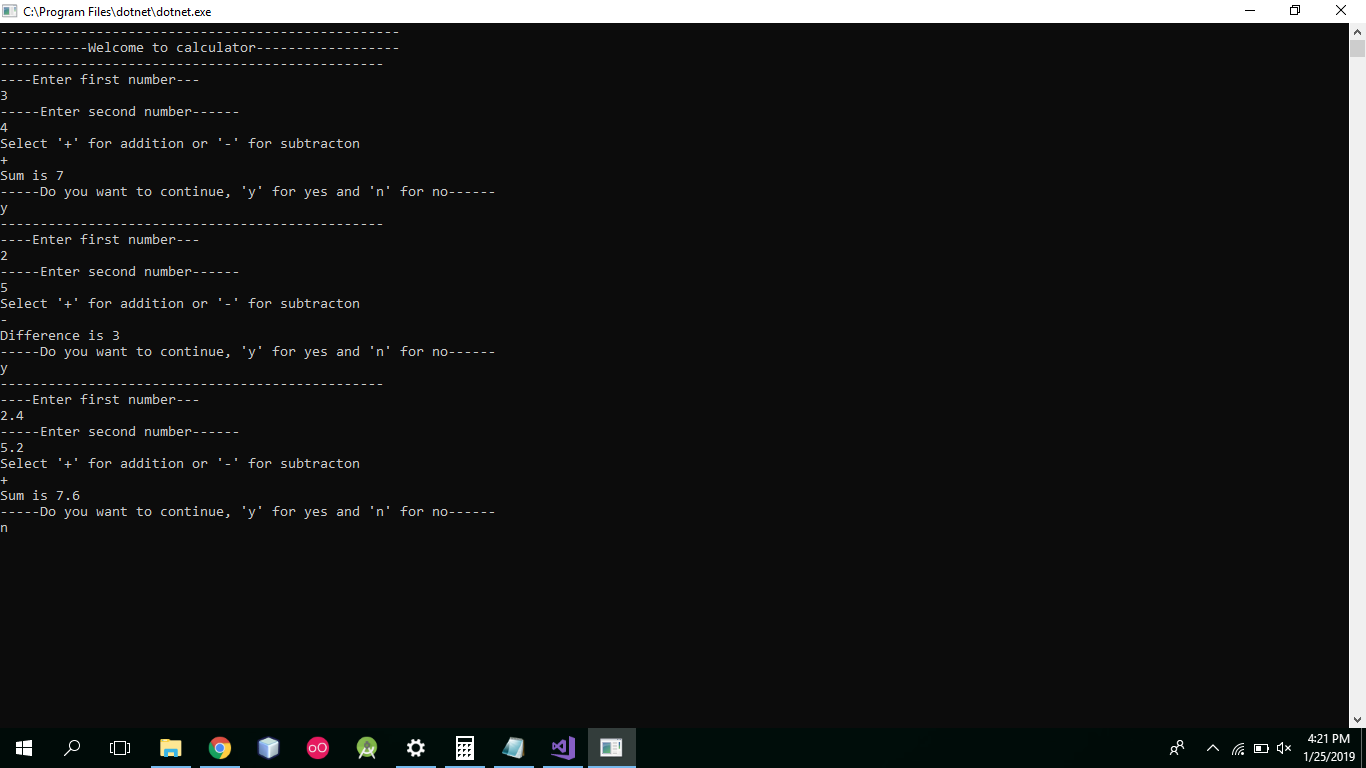 C:\Program Files\dotnet\dotnet.exe
--------------------------------------------------
-----------Welcome to calculator------------------
------------------------------------------------
----Enter first number---
3
-----Enter second number------
4
Select '+' for addition or '-' for subtracton
+
Sum is 7
-----Do you want to continue, 'y' for yes and 'n' for no------
y
------------------------------------------------
----Enter first number---
2
-----Enter second number------
5
Select '+' for addition or '-' for subtracton
-
Difference is 3
-----Do you want to continue, 'y' for yes and 'n' for no------
y
------------------------------------------------
----Enter first number---
2.4
-----Enter second number------
5.2
Select '+' for addition or '-' for subtracton
+
Sum is 7.6
-----Do you want to continue, 'y' for yes and 'n' for no------
n
4:21 PM
1/25/2019